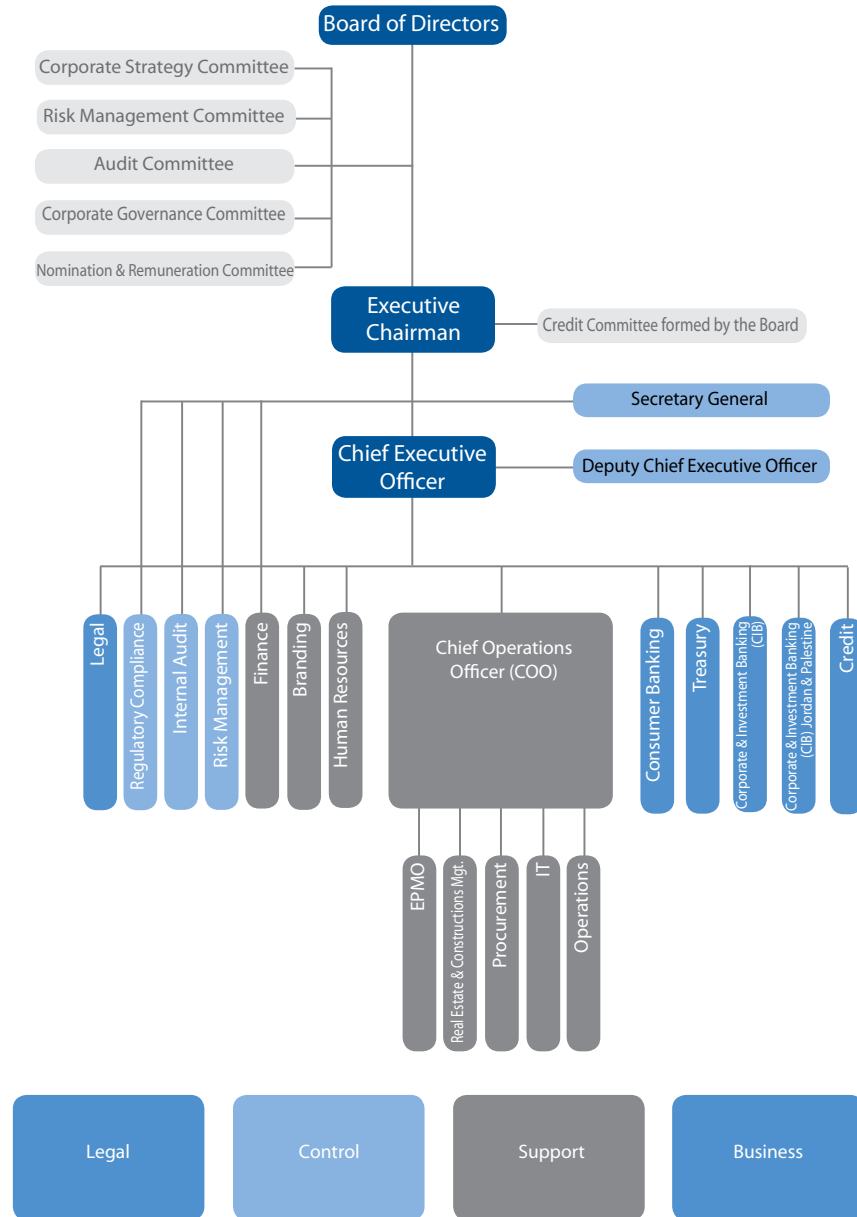 Board of Directors
Corporate Strategy Committee
Risk Management Committee
Audit Committee
Corporate Governance Committee
Nomination & Remuneration Committee
Executive
Chairman
Credit Committee formed by the Board
Secretary General
Chief Executive
Officer
Deputy Chief Executive Officer
Legal
Regulatory Compliance
Internal Audit
Risk Management
Finance
Branding
Human Resources
Chief Operations
Officer (COO)
Consumer Banking
Treasury
Corporate & Investment Banking
(CIB)
Corporate & Investment Banking
(CIB) Jordan & Palestine
Credit
EPMO
Real Estate & Constructions Mgt.
Procurement
IT
Operations
Legal
Control
Support
Business